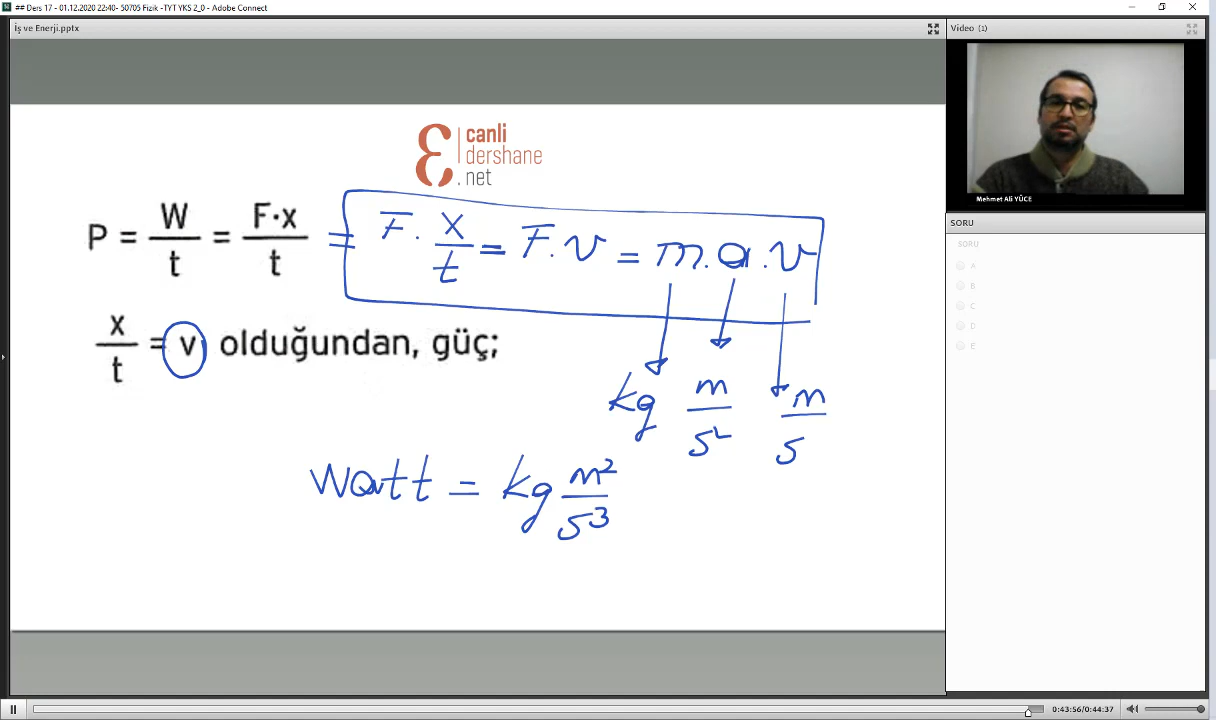 ## Ders 17 - 01.12.2020 22:40- 50705 Fizik -TYT YKS 2_0 - Adobe Connect
İş ve Enerji.pptx
Video (1)
canli
dershane
.net
Mehmet Ali YÜCE
SORU
SORU
A
B
C
D
E
P = W/t = F·x/t = F · x/t = F.v = m.a.v
x/t = v olduğundan, güç;
kg m/s² m/s
Watt = kg m²/s³
0:43:56/0:44:37